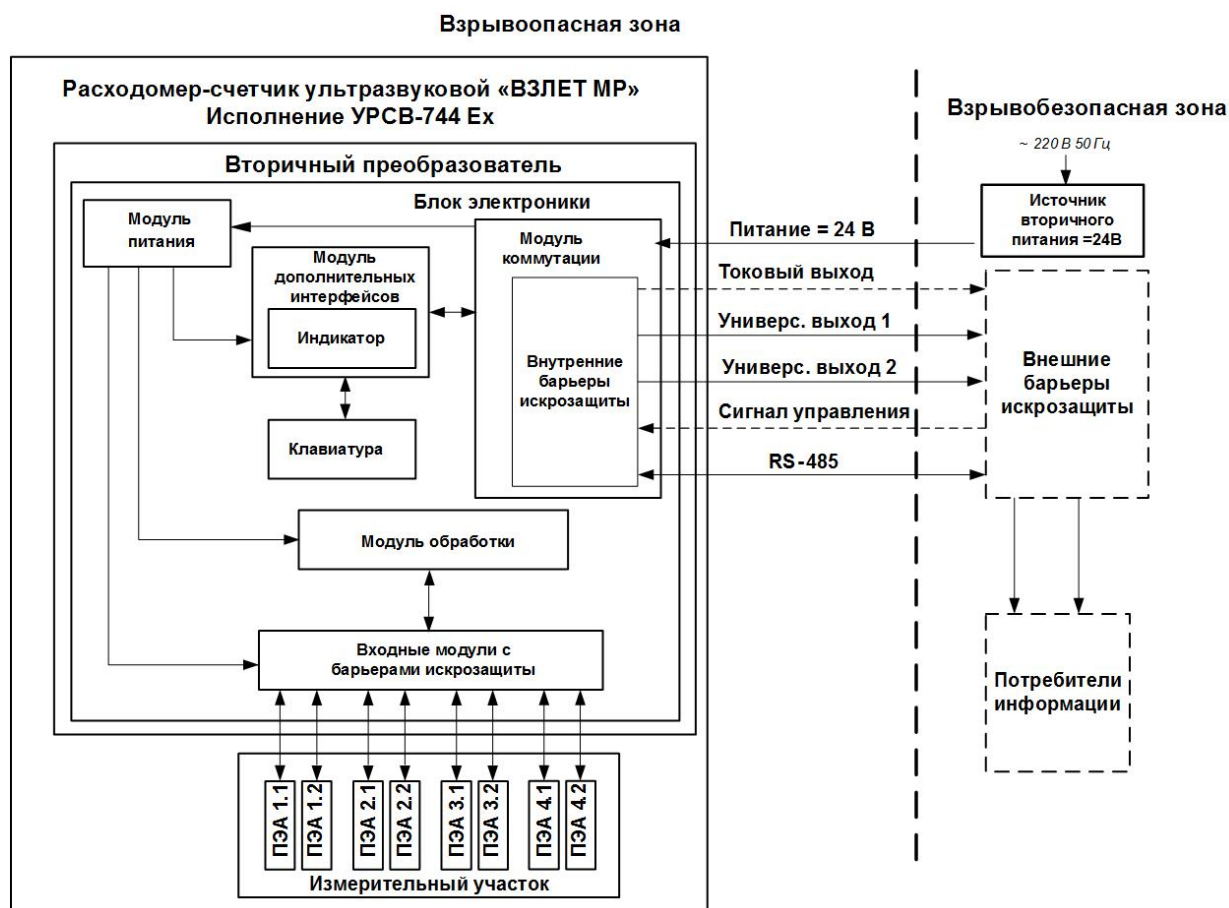 Взрывоопасная зона
Расходомер-счетчик ультразвуковой «ВЗЛЕТ МР»
Исполнение УРСВ-744 Ex
Взрывобезопасная зона
~ 220 В 50 Гц
Вторичный преобразователь
Блок электроники
Модуль
питания
Модуль
дополнительных
интерфейсов
Индикатор
Клавиатура
Модуль
коммутации
Внутренние
барьеры
искрозащиты
Питание = 24 В
Источник
вторичного
питания =24В
Токовый выход
Универс. выход 1
Универс. выход 2
Сигнал управления
RS-485
Внешние
барьеры
искрозащиты
Модуль обработки
Входные модули с
барьерами искрозащиты
Потребители
информации
ПЭА 1.1
ПЭА 1.2
ПЭА 2.1
ПЭА 2.2
ПЭА 3.1
ПЭА 3.2
ПЭА 4.1
ПЭА 4.2
Измерительный участок